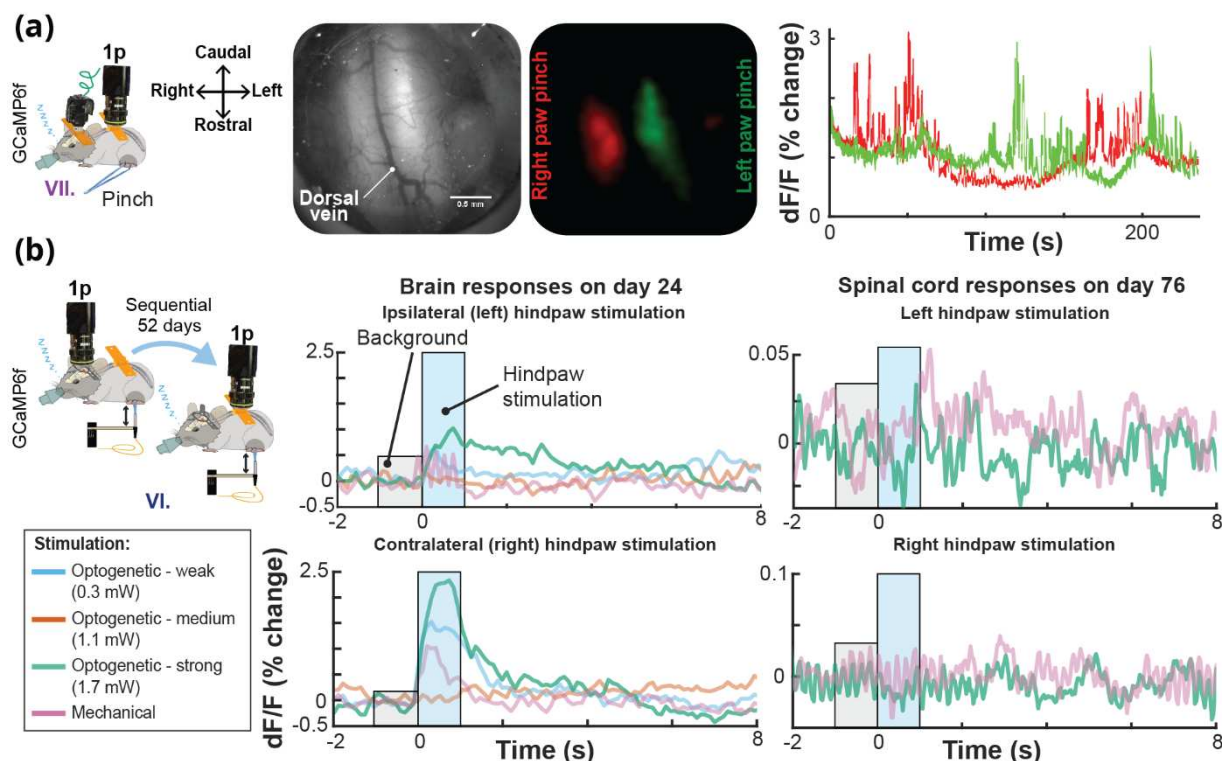 (a)
GCaMP6f
1p
Caudal
Right
Left
Rostral
VII.
Pinch
Dorsal
vein
0.5 mm
Right paw pinch
Left paw pinch
dF/F (% change)
3
0
0
200
Time (s)
(b)
GCaMP6f
1p
Sequential
52 days
1p
zzzz
VI.
Stimulation:
Optogenetic - weak
(0.3 mW)
Optogenetic - medium
(1.1 mW)
Optogenetic - strong
(1.7 mW)
Mechanical
Brain responses on day 24
Ipsilateral (left) hindpaw stimulation
Background
Hindpaw
stimulation
2.5
0
-0.5
-2
0
8
Contralateral (right) hindpaw stimulation
dF/F (% change)
2.5
0
-0.5
-2
0
8
Time (s)
Spinal cord responses on day 76
Left hindpaw stimulation
0.05
0
-2
0
8
Right hindpaw stimulation
0.1
0
-2
0
8
Time (s)